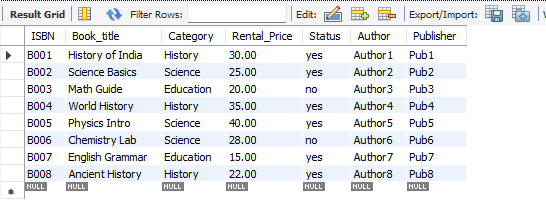 Result Grid Filter Rows: Edit: Export/Import:
ISBN Book_title Category Rental_Price Status Author Publisher
B001 History of India History 30.00 yes Author1 Pub1
B002 Science Basics Science 25.00 yes Author2 Pub2
B003 Math Guide Education 20.00 no Author3 Pub3
B004 World History History 35.00 yes Author4 Pub4
B005 Physics Intro Science 40.00 yes Author5 Pub5
B006 Chemistry Lab Science 28.00 no Author6 Pub6
B007 English Grammar Education 15.00 yes Author7 Pub7
B008 Ancient History History 22.00 yes Author8 Pub8
NULL NULL NULL NULL NULL NULL NULL